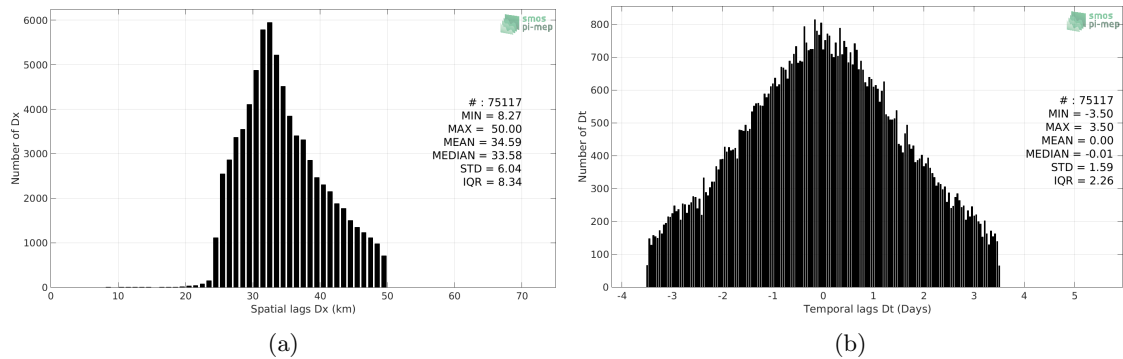 smos
pi-mep
6000
5000
4000
3000
2000
1000
0
Number of Dx
# : 75117
MIN = 8.27
MAX = 50.00
MEAN = 34.59
MEDIAN = 33.58
STD = 6.04
IQR = 8.34
0 10 20 30 40 50 60 70
Spatial lags Dx (km)
(a)
smos
pi-mep
800
700
600
500
400
300
200
100
0
Number of Dt
# : 75117
MIN = -3.50
MAX = 3.50
MEAN = 0.00
MEDIAN = -0.01
STD = 1.59
IQR = 2.26
-4 -3 -2 -1 0 1 2 3 4 5
Temporal lags Dt (Days)
(b)